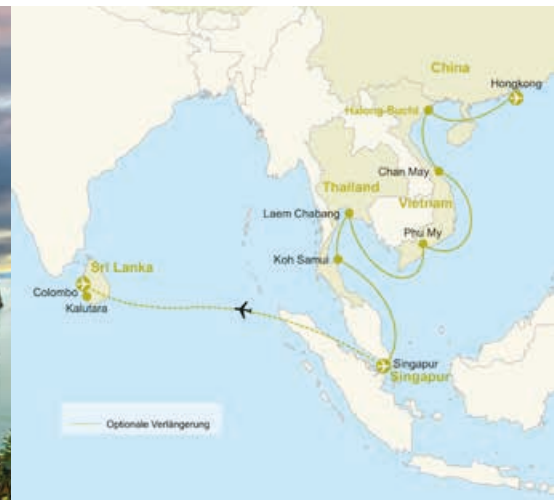 China
Hongkong
Halong-Bucht
Chan May
Thailand
Vietnam
Laem Chabang
Phu My
Koh Samui
Sri Lanka
Colombo
Kalutara
Singapur
Singapur
Optionale Verlängerung